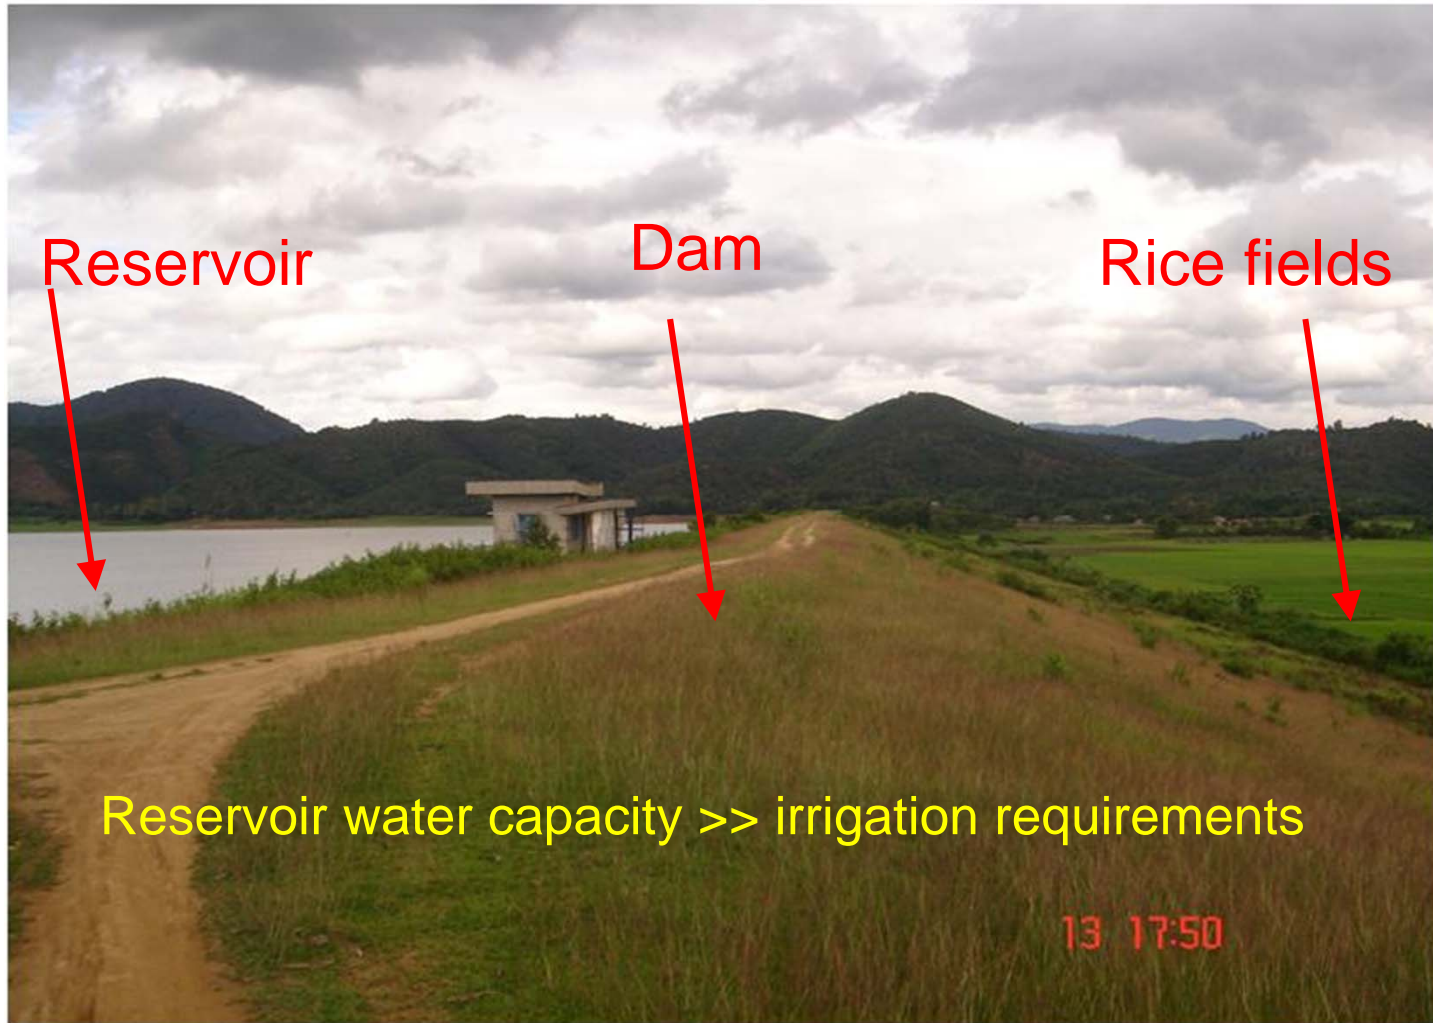 Reservoir
Dam
Rice fields
Reservoir water capacity >> irrigation requirements
13 17:50